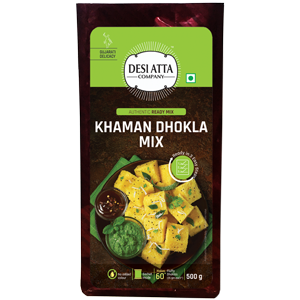 GUJARATI
DELICACY
DESI ATTA
COMPANY
AUTHENTIC READY MIX
KHAMAN DHOKLA
MIX
500 g